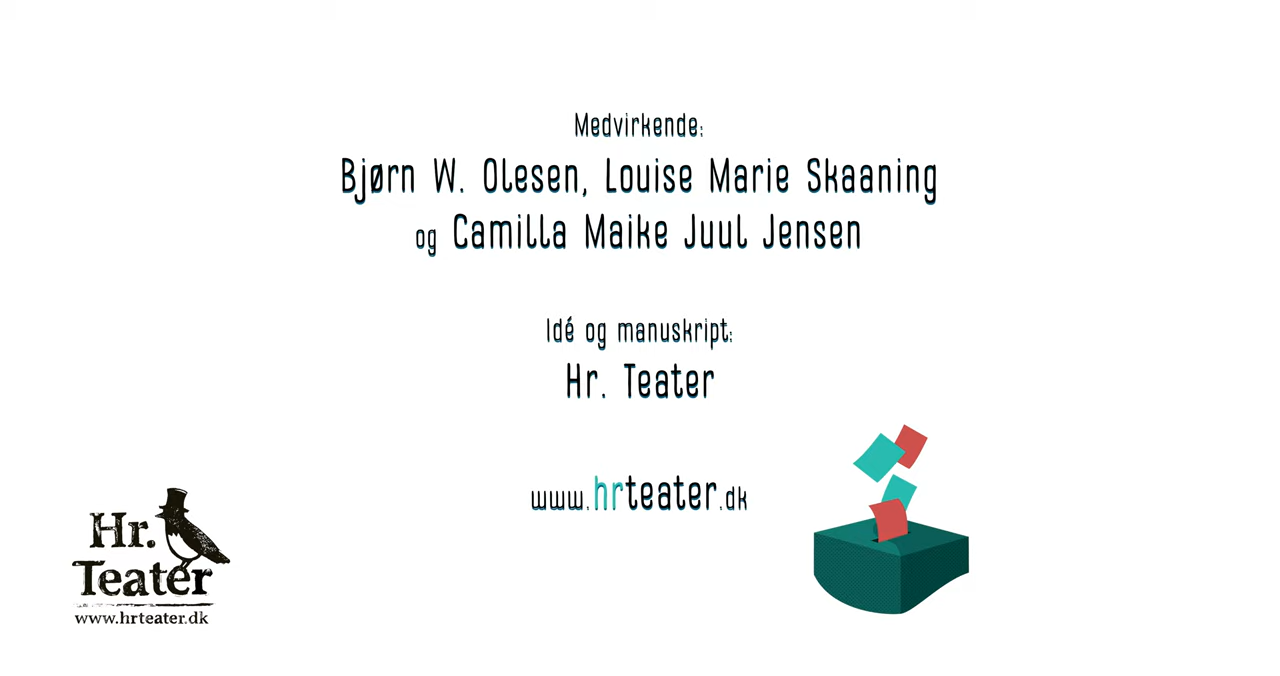 Medvirkende:
Bjørn W. Olesen, Louise Marie Skaaning
og Camilla Maike Juul Jensen
Idé og manuskript:
Hr. Teater
www.hrteater.dk
Hr.
Teater
www.hrteater.dk